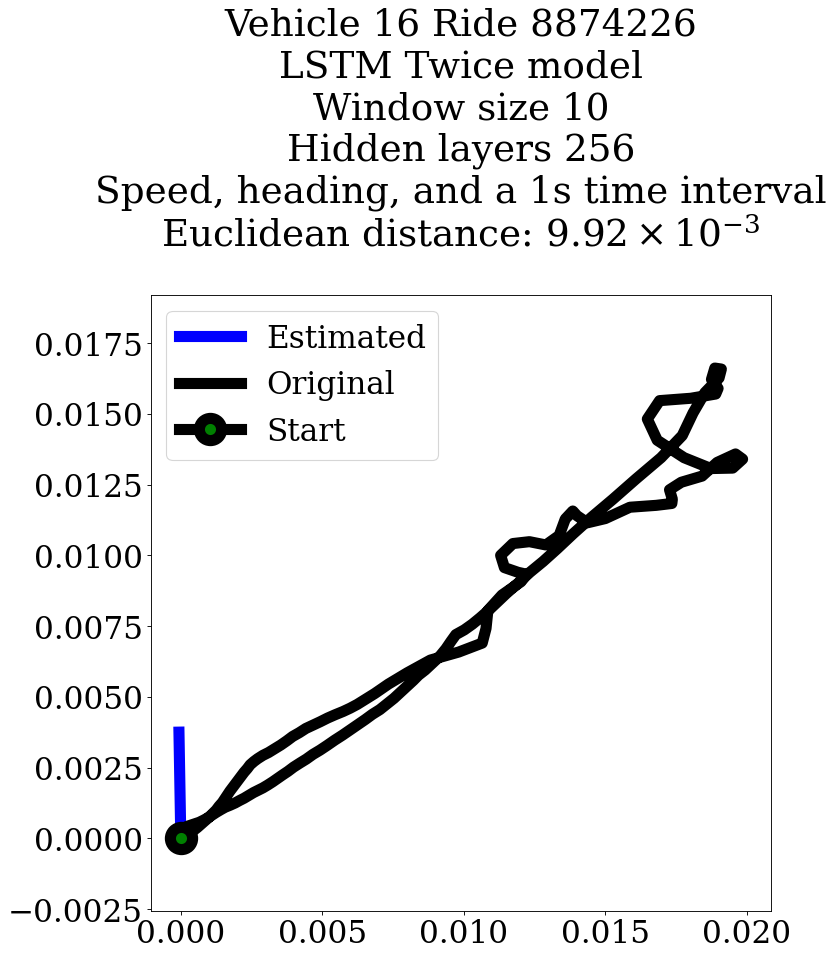 Vehicle 16 Ride 8874226
LSTM Twice model
Window size 10
Hidden layers 256
Speed, heading, and a 1s time interval
Euclidean distance: 9.92 × 10⁻³
Estimated
Original
Start
0.0175
0.0150
0.0125
0.0100
0.0075
0.0050
0.0025
0.0000
−0.0025
0.000 0.005 0.010 0.015 0.020